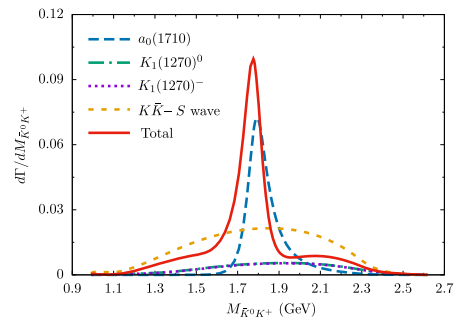 0.12
0.09
0.06
0.03
0
dΓ/dM_{K̄⁰K⁺}
a₀(1710)
K₁(1270)⁰
K₁(1270)⁻
KK̄− S wave
Total
0.9 1.1 1.3 1.5 1.7 1.9 2.1 2.3 2.5 2.7
M_{K̄⁰K⁺} (GeV)